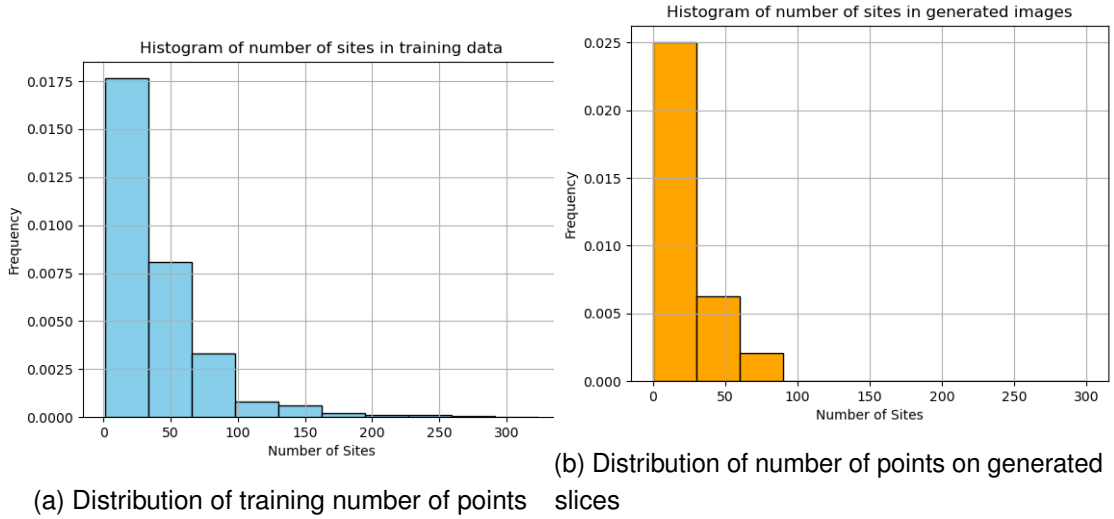 Histogram of number of sites in training data
0.0175
0.0150
0.0125
0.0100
0.0075
0.0050
0.0025
0.0000
Frequency
0 50 100 150 200 250 300
Number of Sites
(a) Distribution of training number of points
Histogram of number of sites in generated images
0.025
0.020
0.015
0.010
0.005
0.000
Frequency
0 50 100 150 200 250 300
Number of Sites
(b) Distribution of number of points on generated
slices